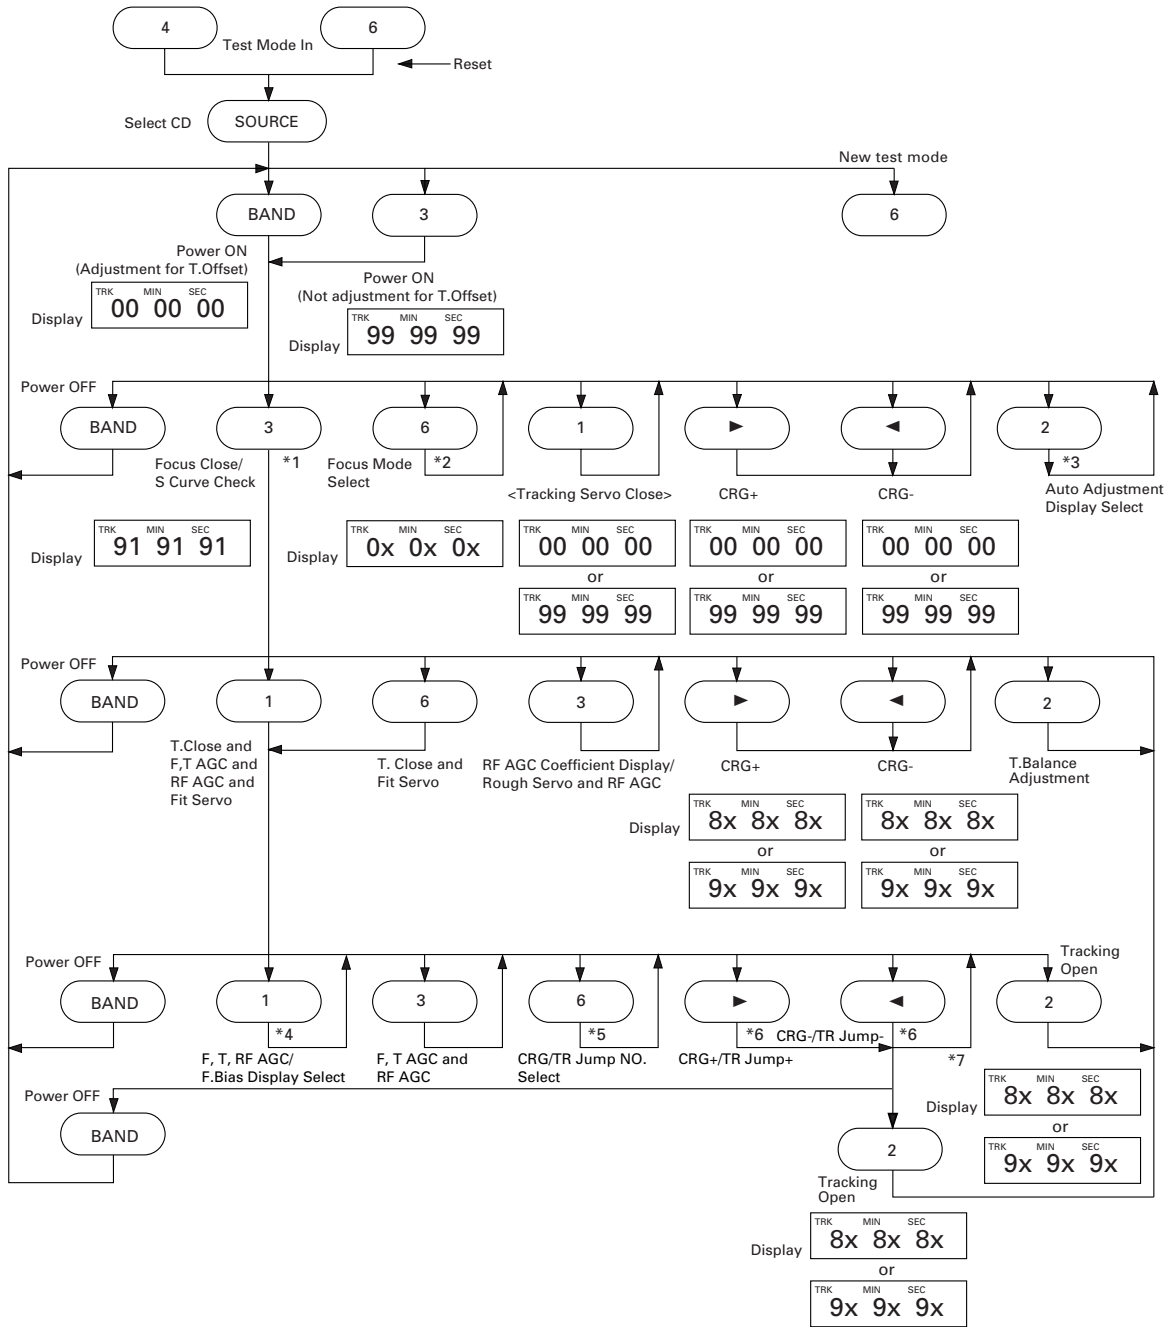 4
6
Test Mode In
Reset
Select CD
SOURCE
New test mode
BAND
3
6
Power ON
(Adjustment for T.Offset)
Power ON
(Not adjustment for T.Offset)
Display
TRK MIN SEC
00 00 00
Display
TRK MIN SEC
99 99 99
Power OFF
BAND
3
6
1
►
◄
2
*1
*2
*3
Focus Close/
S Curve Check
Focus Mode
Select
<Tracking Servo Close>
CRG+
CRG-
Auto Adjustment
Display Select
Display
TRK MIN SEC
91 91 91
Display
TRK MIN SEC
0x 0x 0x
TRK MIN SEC
00 00 00
or
TRK MIN SEC
99 99 99
TRK MIN SEC
00 00 00
or
TRK MIN SEC
99 99 99
TRK MIN SEC
00 00 00
or
TRK MIN SEC
99 99 99
Power OFF
BAND
1
6
3
►
◄
2
T.Close and
F,T AGC and
RF AGC and
Fit Servo
T. Close and
Fit Servo
RF AGC Coefficient Display/
Rough Servo and RF AGC
CRG+
CRG-
T.Balance
Adjustment
Display
TRK MIN SEC
8x 8x 8x
or
TRK MIN SEC
9x 9x 9x
TRK MIN SEC
8x 8x 8x
or
TRK MIN SEC
9x 9x 9x
Power OFF
Tracking
Open
BAND
1
3
6
►
◄
2
*4
*5
*6
CRG-/TR Jump-
*6
F, T, RF AGC/
F.Bias Display Select
F, T AGC and
RF AGC
CRG/TR Jump NO.
Select
CRG+/TR Jump+
*7
Power OFF
BAND
Display
TRK MIN SEC
8x 8x 8x
or
TRK MIN SEC
9x 9x 9x
2
Tracking
Open
Display
TRK MIN SEC
8x 8x 8x
or
TRK MIN SEC
9x 9x 9x